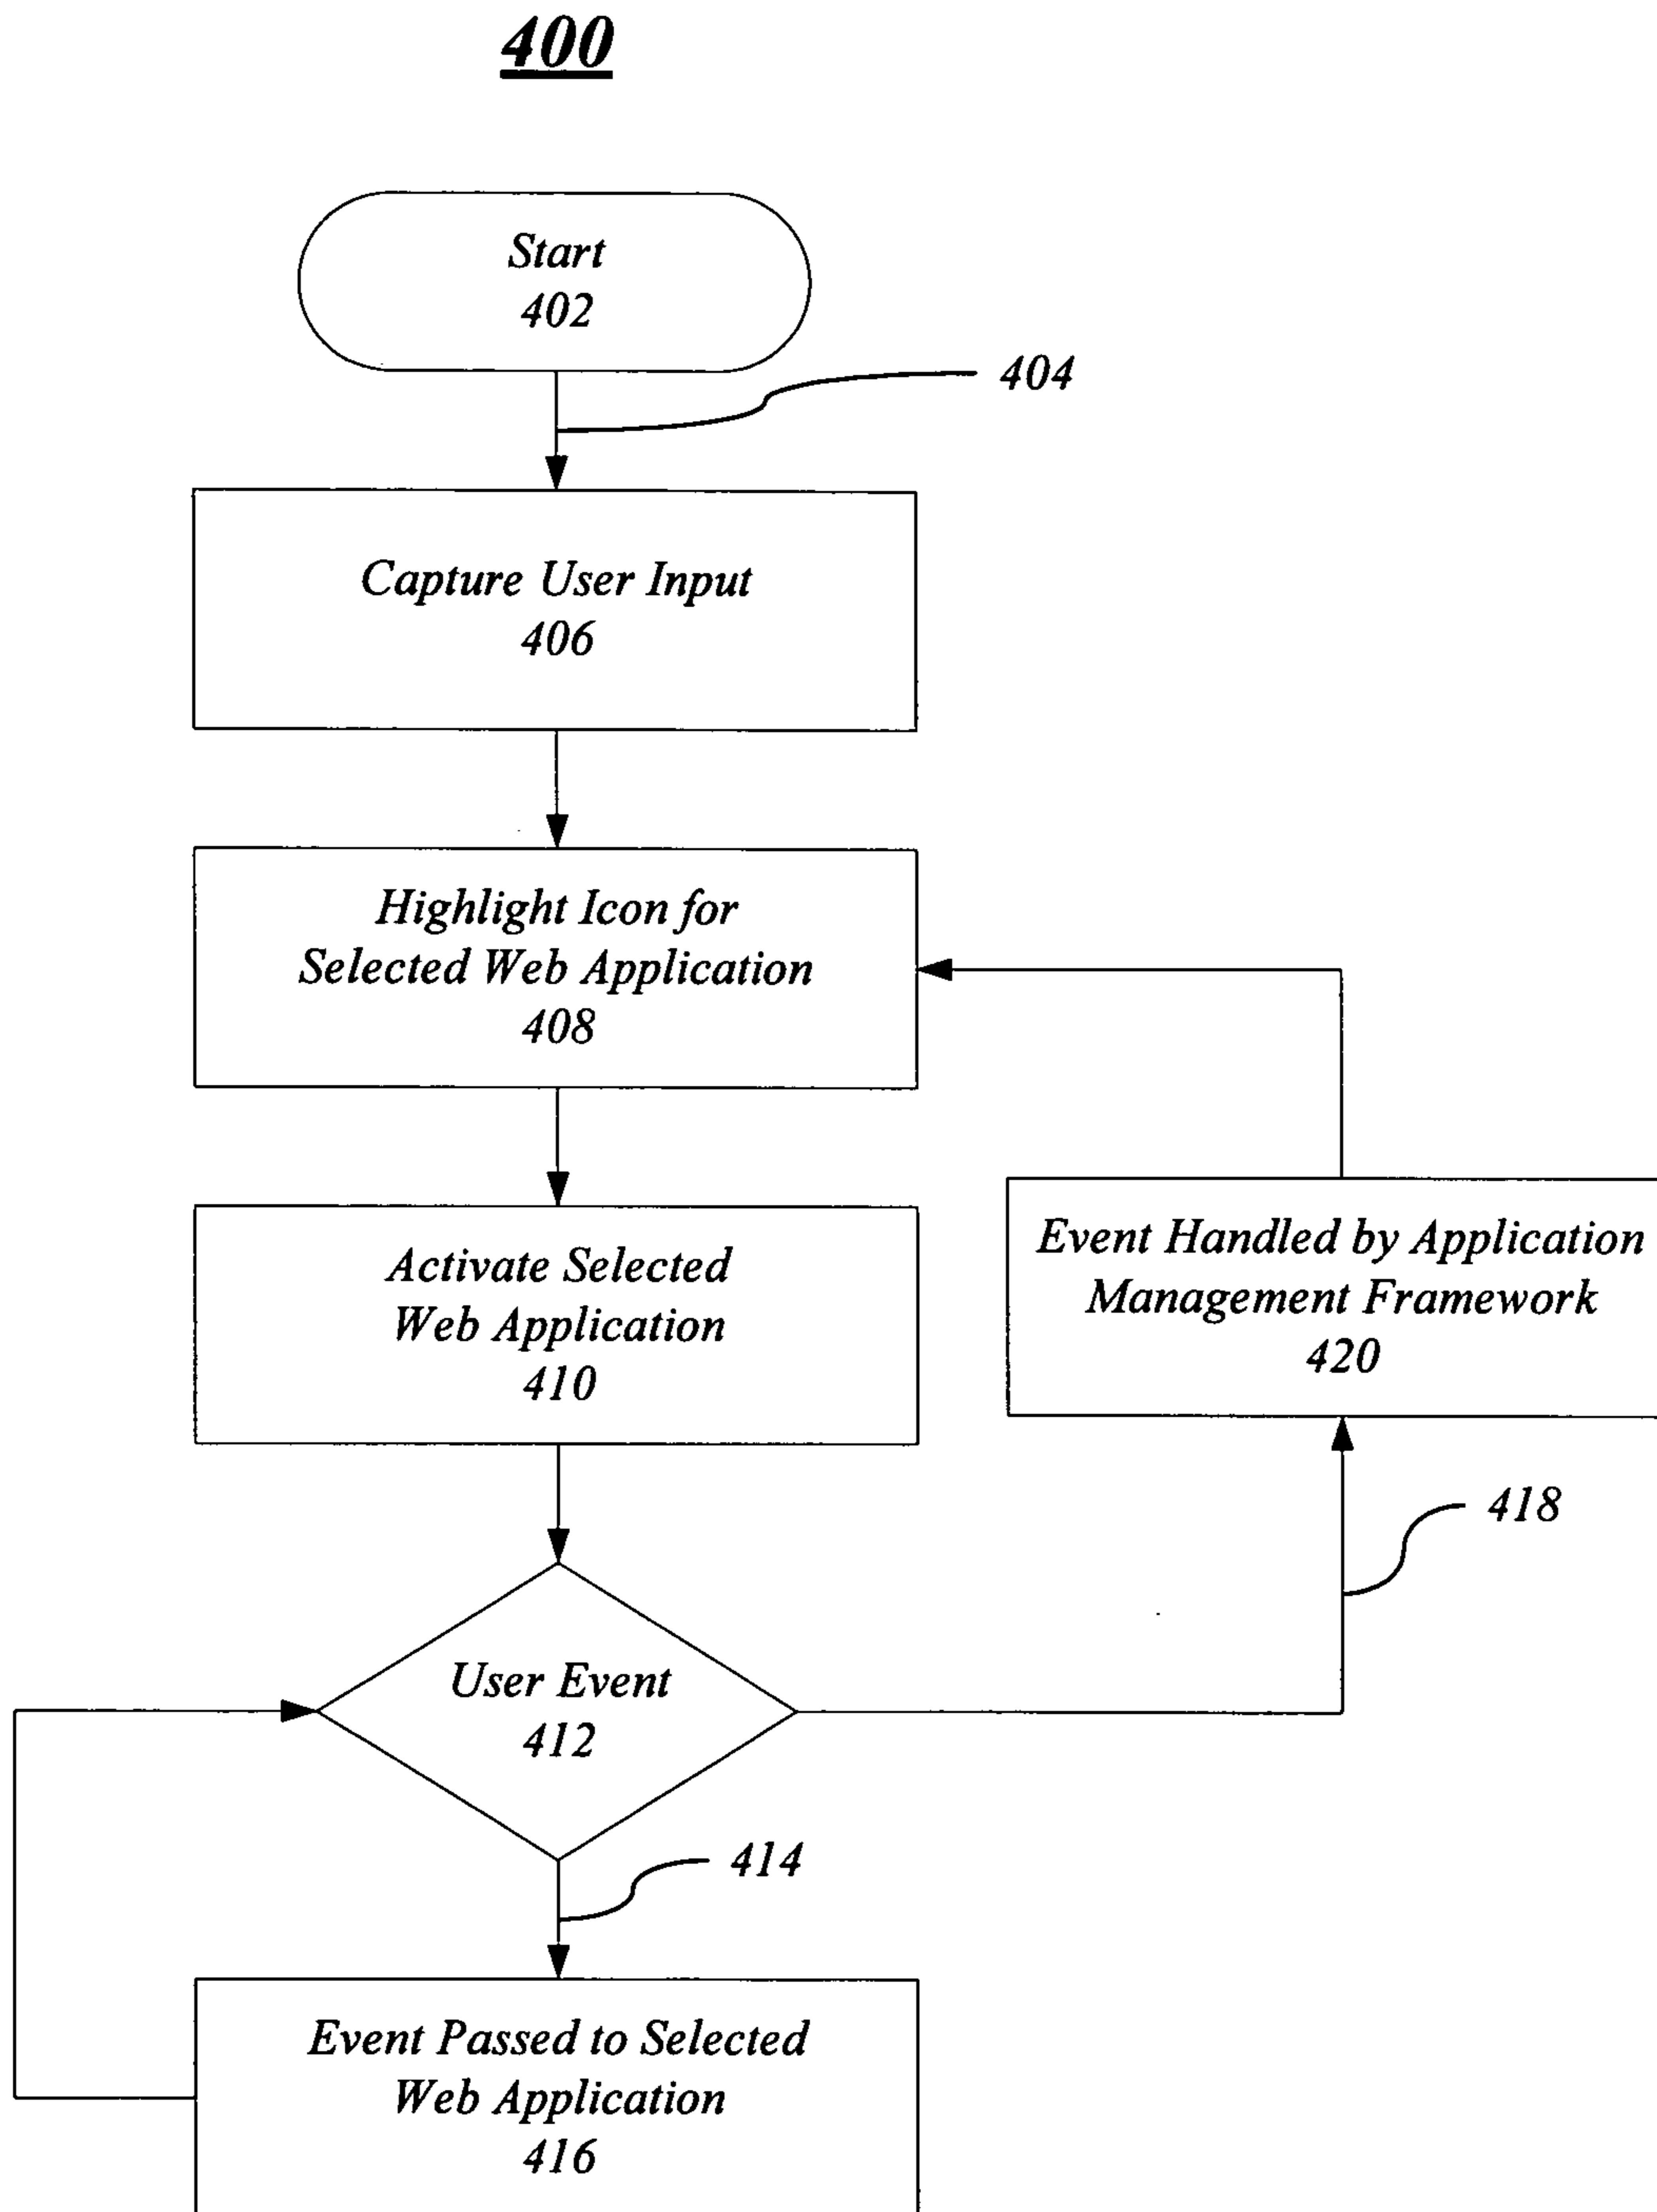 400
Start
402
404
Capture User Input
406
Highlight Icon for
Selected Web Application
408
Activate Selected
Web Application
410
Event Handled by Application
Management Framework
420
418
User Event
412
414
Event Passed to Selected
Web Application
416